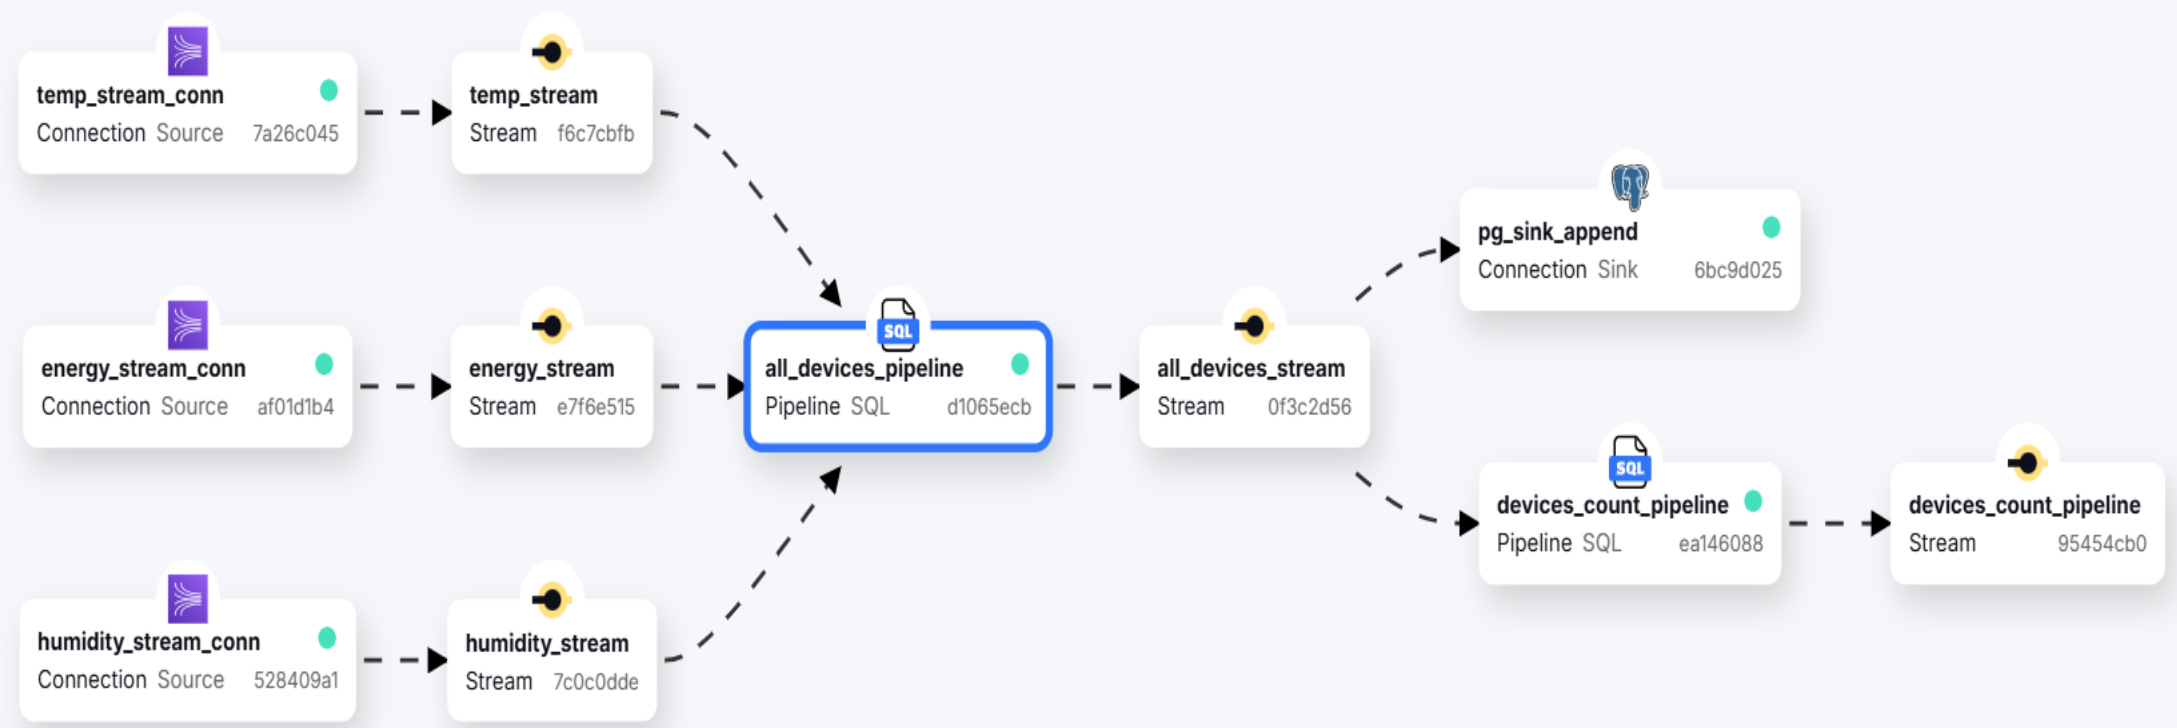 temp_stream_conn
Connection Source 7a26c045
temp_stream
Stream f6c7cbfb
pg_sink_append
Connection Sink 6bc9d025
energy_stream_conn
Connection Source af01d1b4
energy_stream
Stream e7f6e515
SQL
all_devices_pipeline
Pipeline SQL d1065ecb
all_devices_stream
Stream 0f3c2d56
SQL
devices_count_pipeline
Pipeline SQL ea146088
devices_count_pipeline
Stream 95454cb0
humidity_stream_conn
Connection Source 528409a1
humidity_stream
Stream 7c0c0dde